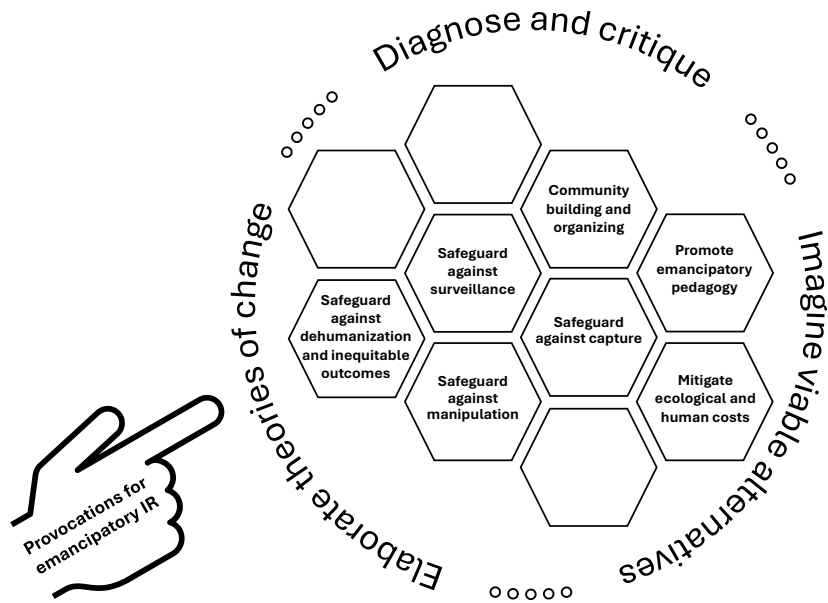 Diagnose and critique
Imagine viable alternatives
Elaborate theories of change
Community
building and
organizing
Promote
emancipatory
pedagogy
Safeguard
against
surveillance
Safeguard
against
dehumanization
and inequitable
outcomes
Safeguard
against capture
Safeguard
against
manipulation
Mitigate
ecological and
human costs
Provocations for
emancipatory IR